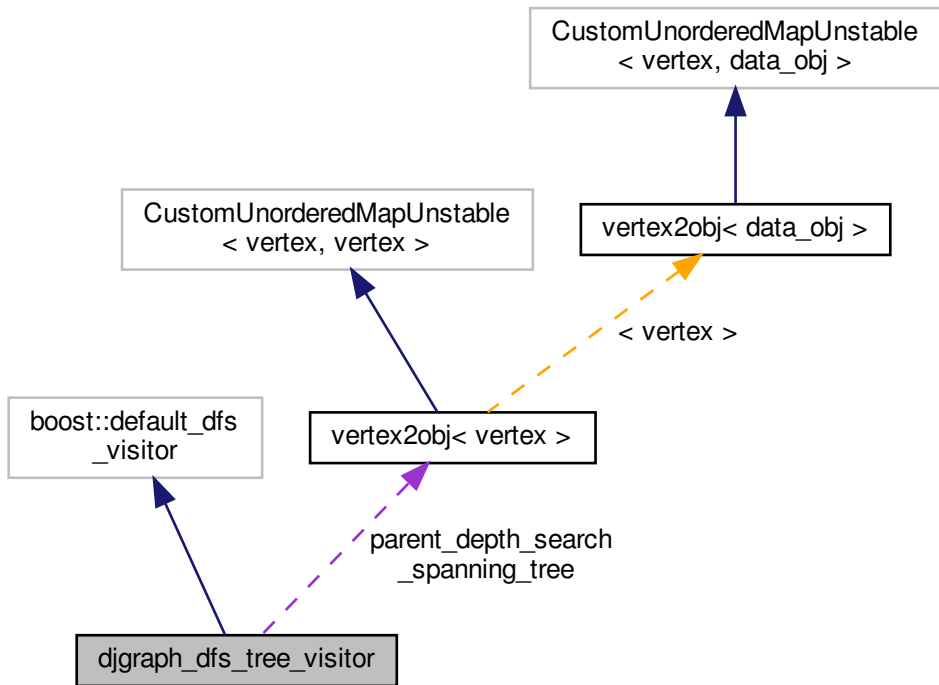 CustomUnorderedMapUnstable
< vertex, data_obj >
CustomUnorderedMapUnstable
< vertex, vertex >
vertex2obj< data_obj >
< vertex >
boost::default_dfs
_visitor
vertex2obj< vertex >
parent_depth_search
_spanning_tree
djgraph_dfs_tree_visitor